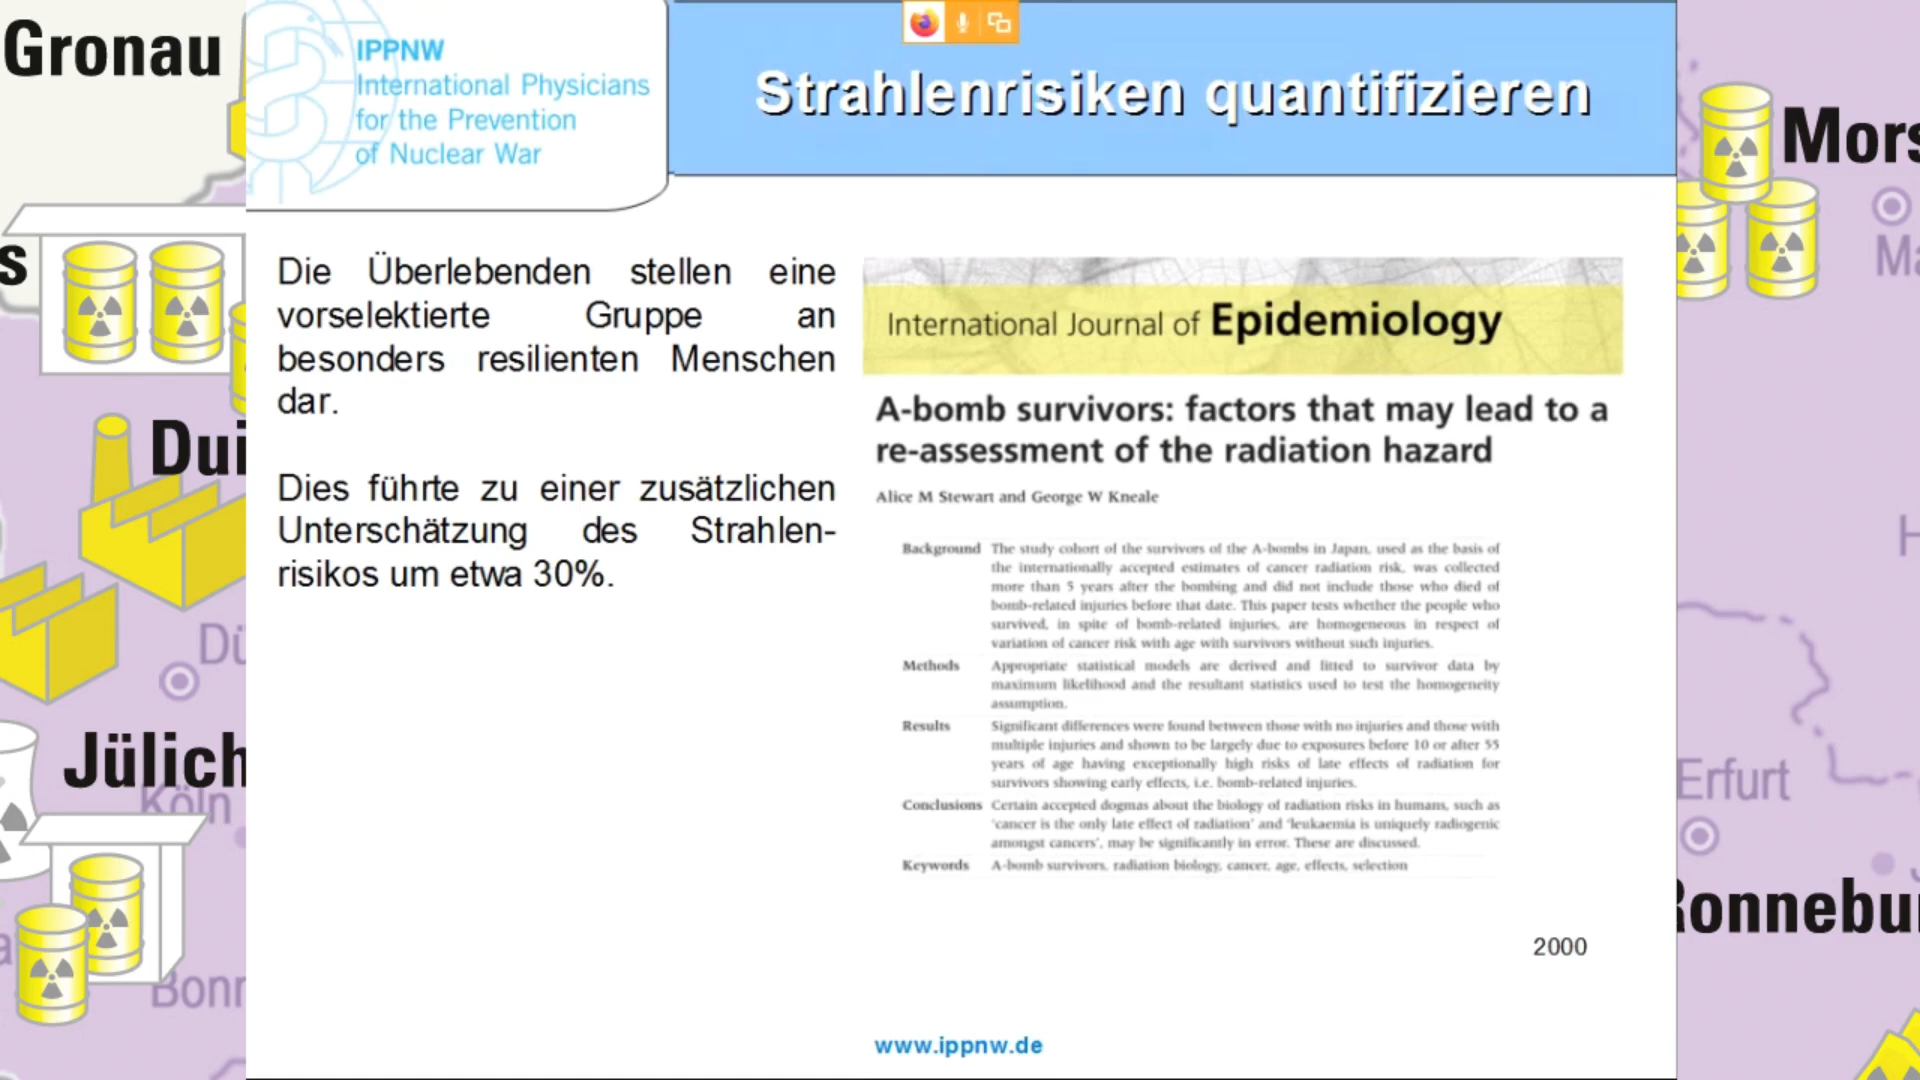 Gronau
s
Dui
Dü
Jülich
Köln
Bonn
IPPNW
International Physicians
for the Prevention
of Nuclear War
Strahlenrisiken quantifizieren
Die Überlebenden stellen eine
vorselektierte Gruppe an
besonders resilienten Menschen
dar.
Dies führte zu einer zusätzlichen
Unterschätzung des Strahlen-
risikos um etwa 30%.
International Journal of Epidemiology
A-bomb survivors: factors that may lead to a
re-assessment of the radiation hazard
Alice M Stewart and George W Kneale
Background The study cohort of the survivors of the A-bombs in Japan, used as the basis of
the internationally accepted estimates of cancer radiation risk, was collected
more than 5 years after the bombing and did not include those who died of
bomb-related injuries before that date. This paper tests whether the people who
survived, in spite of bomb-related injuries, are homogeneous in respect of
variation of cancer risk with age with survivors without such injuries.
Methods Appropriate statistical models are derived and fitted to survivor data by
maximum likelihood and the resultant statistics used to test the homogeneity
assumption.
Results Significant differences were found between those with no injuries and those with
multiple injuries and shown to be largely due to exposures before 10 or after 55
years of age having exceptionally high risks of late effects of radiation for
survivors showing early effects, i.e. bomb-related injuries.
Conclusions Certain accepted dogmas about the biology of radiation risks in humans, such as
'cancer is the only late effect of radiation' and 'leukaemia is uniquely radiogenic
amongst cancers', may be significantly in error. These are discussed.
Keywords A-bomb survivors, radiation biology, cancer, age, effects, selection
2000
www.ippnw.de
Mors
Ma
H
Erfurt
Ronnebu